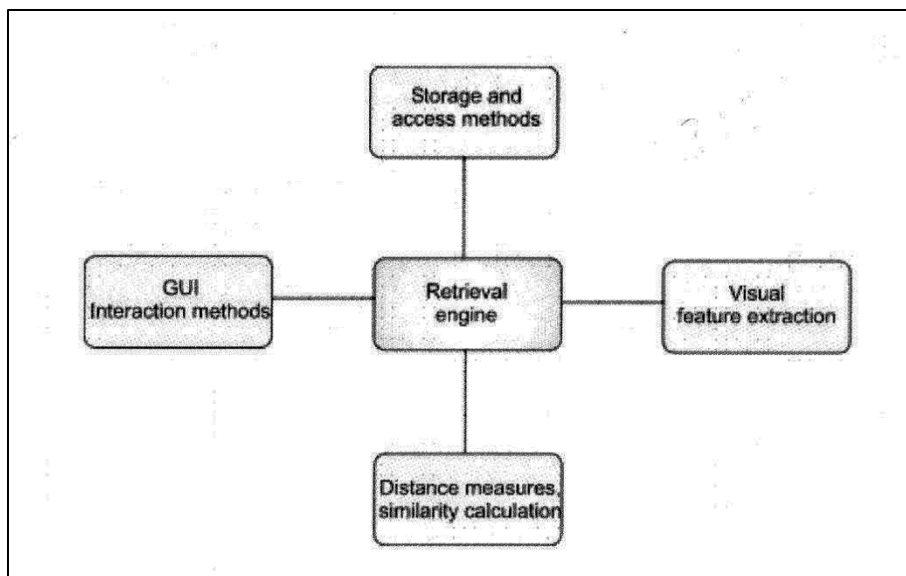 Storage and
access methods
GUI
Interaction methods
Retrieval
engine
Visual
feature extraction
Distance measures,
similarity calculation